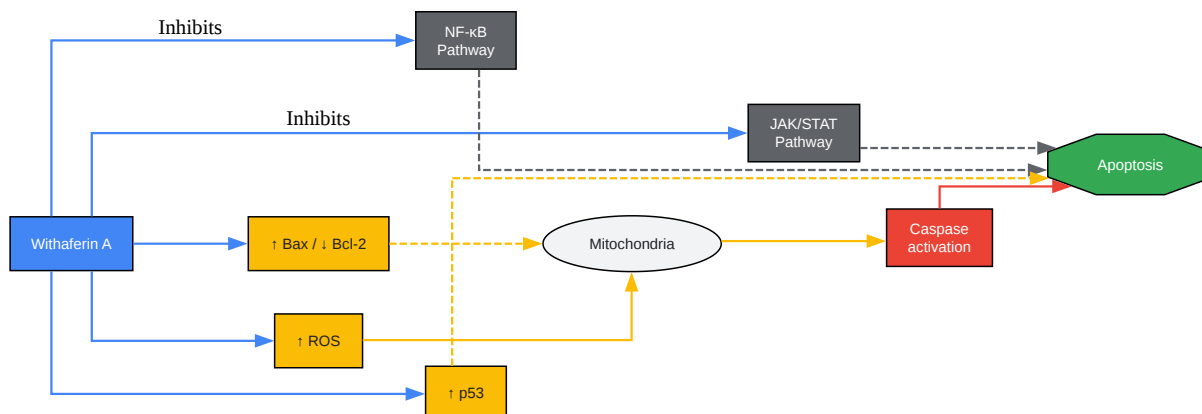 Inhibits
NF-κB
Pathway
Inhibits
JAK/STAT
Pathway
Apoptosis
Withaferin A
↑ Bax / ↓ Bcl-2
Mitochondria
Caspase
activation
↑ ROS
↑ p53